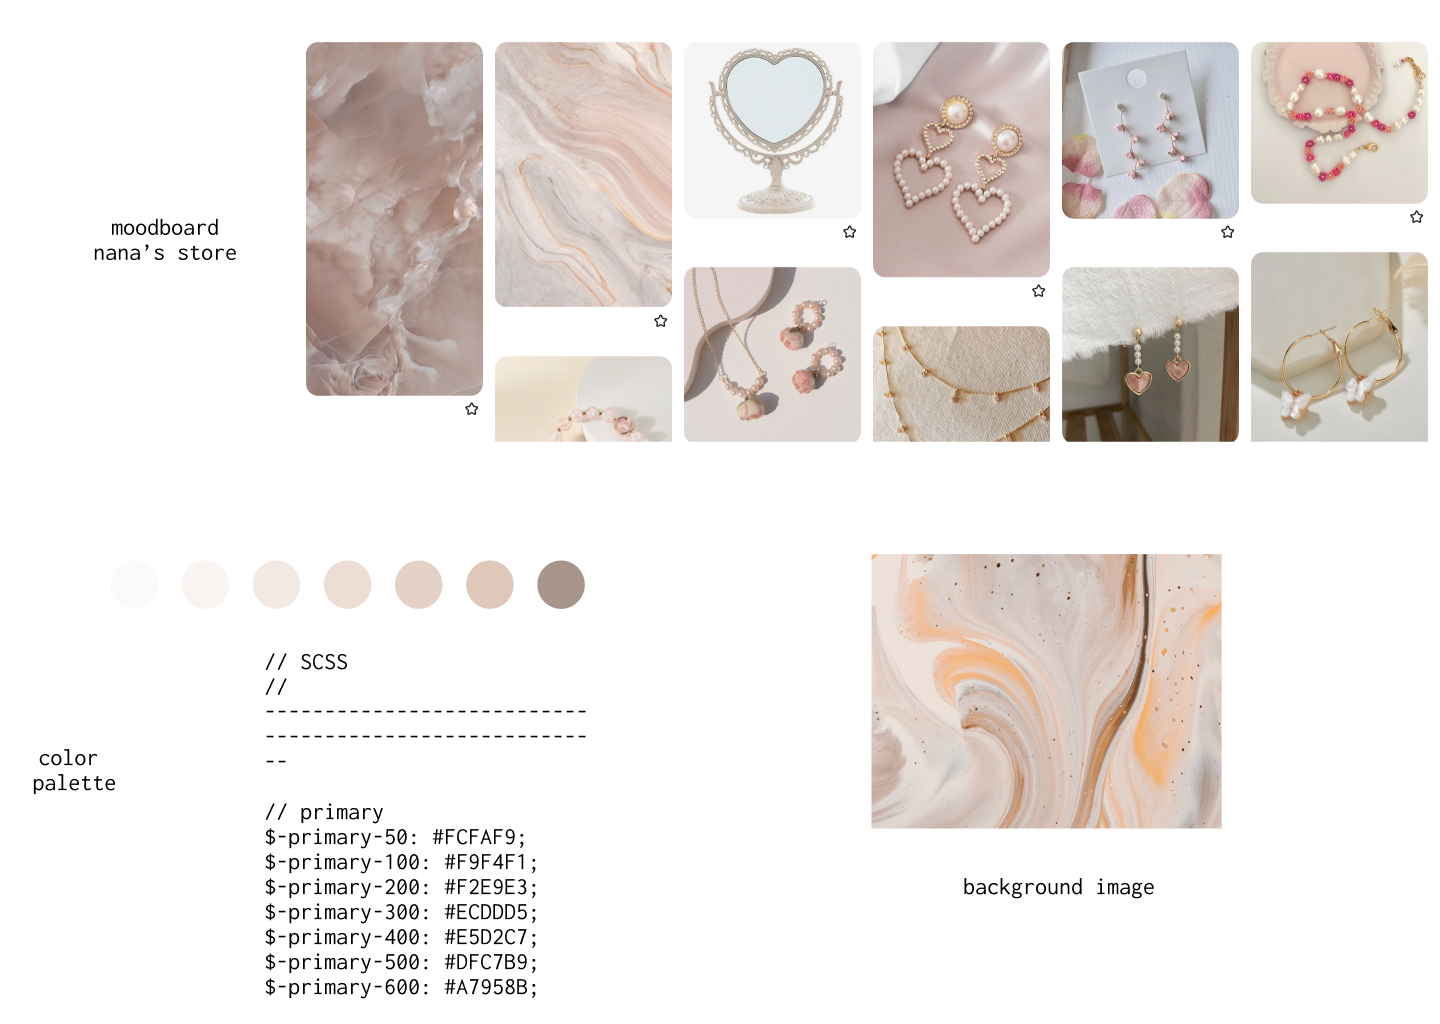 moodboard
nana’s store
// SCSS
//
---------------------------
---------------------------
--
color
palette
// primary
$-primary-50: #FCFAF9;
$-primary-100: #F9F4F1;
$-primary-200: #F2E9E3;
$-primary-300: #ECDDD5;
$-primary-400: #E5D2C7;
$-primary-500: #DFC7B9;
$-primary-600: #A7958B;
background image